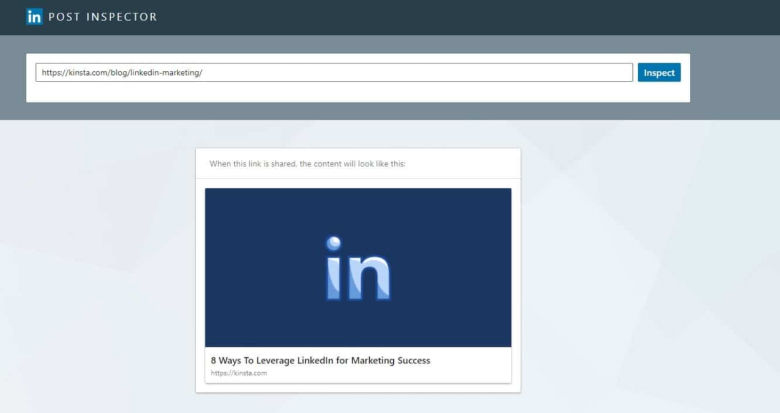 in POST INSPECTOR
https://kinsta.com/blog/linkedin-marketing/ Inspect
When this link is shared, the content will look like this:
in
8 Ways To Leverage LinkedIn for Marketing Success
https://kinsta.com